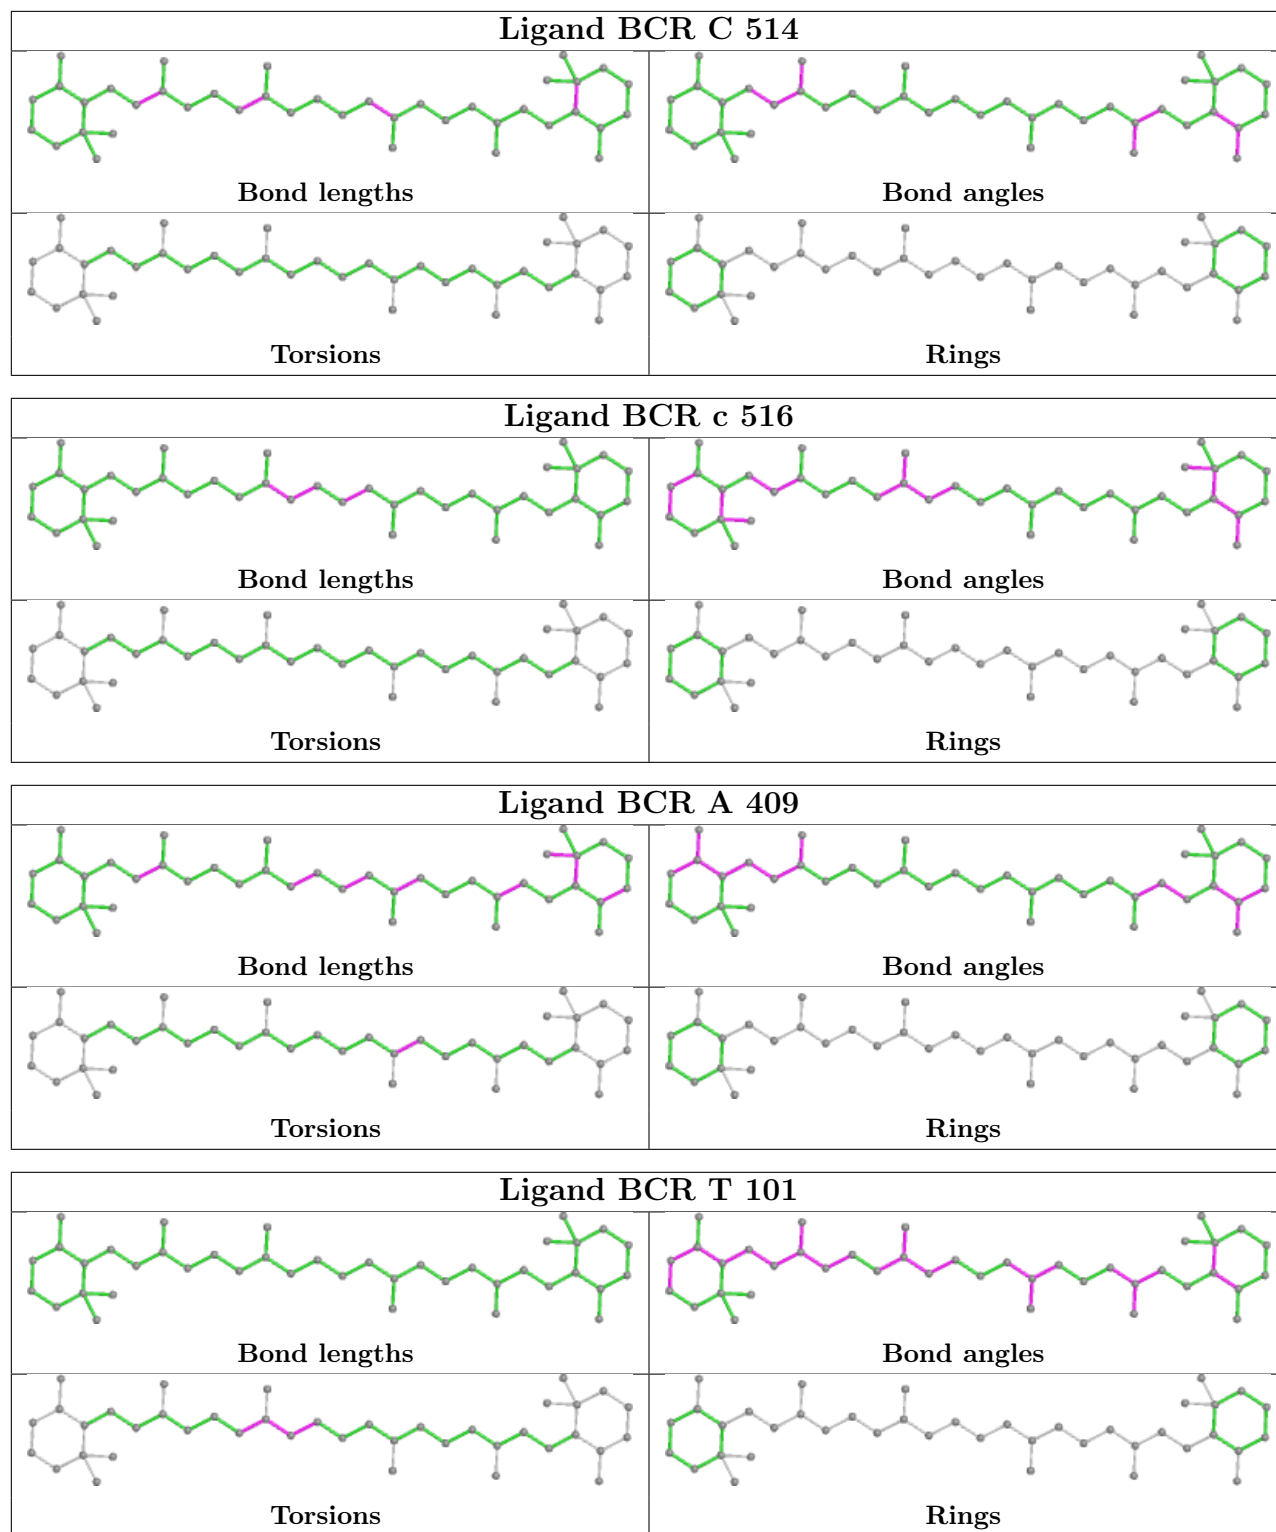 Ligand BCR C 514
Bond lengths
Bond angles
Torsions
Rings
Ligand BCR c 516
Bond lengths
Bond angles
Torsions
Rings
Ligand BCR A 409
Bond lengths
Bond angles
Torsions
Rings
Ligand BCR T 101
Bond lengths
Bond angles
Torsions
Rings